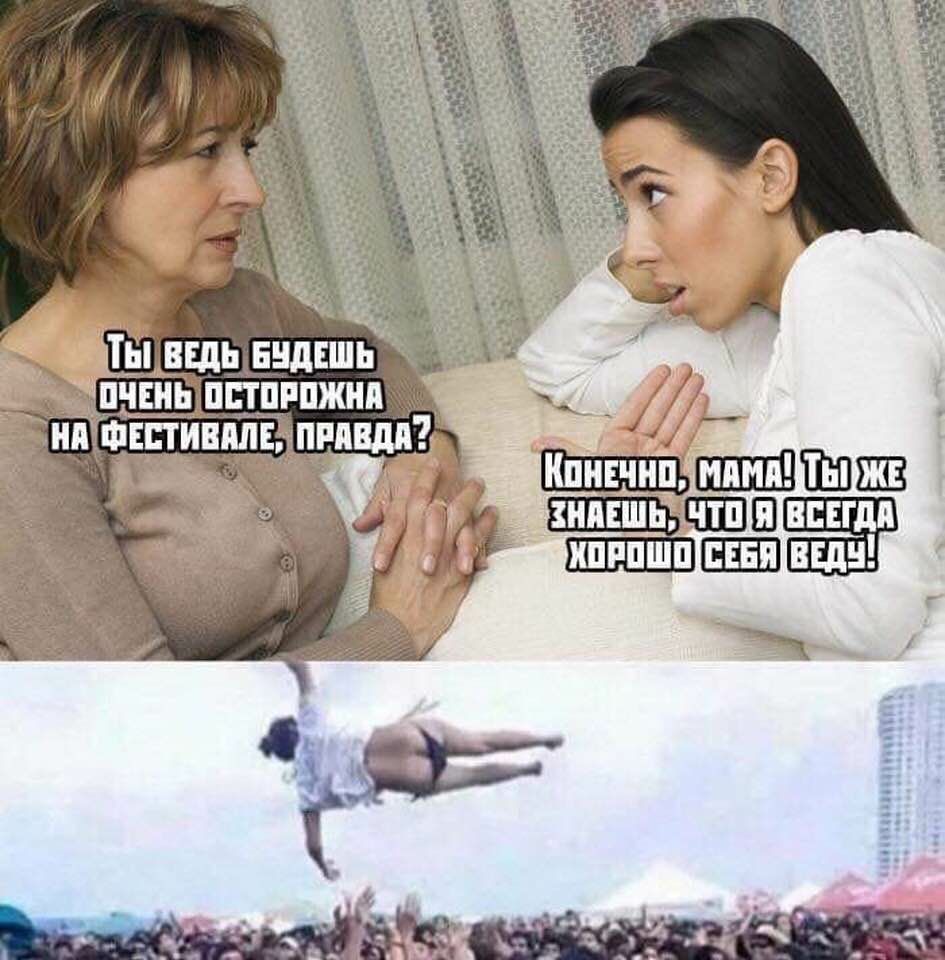 Ты ведь будешь
очень осторожна
на фестивале, правда?
Конечно, мама! Ты же
знаешь, что я всегда
хорошо себя веду!